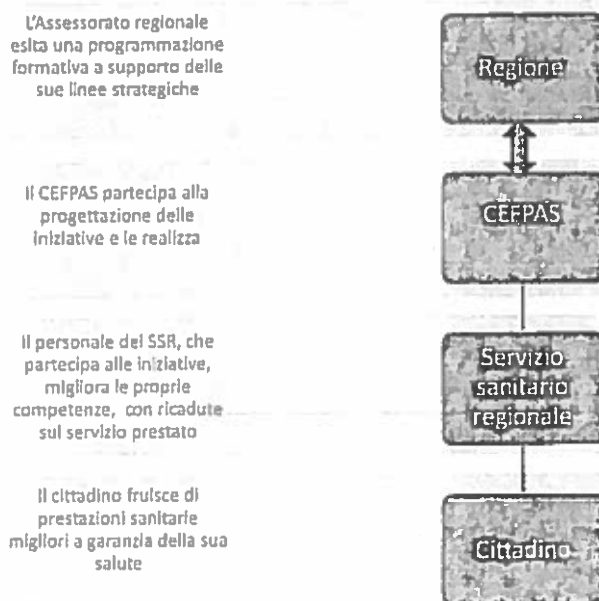 L'Assessorato regionale
esita una programmazione
formativa a supporto delle
sue linee strategiche
Regione
Il CEFPAS partecipa alla
progettazione delle
iniziative e le realizza
CEFPAS
Il personale del SSR, che
partecipa alle iniziative,
migliora le proprie
competenze, con ricadute
sul servizio prestato
Servizio
sanitario
regionale
Il cittadino fruisce di
prestazioni sanitarie
migliori a garanzia della sua
salute
Cittadino